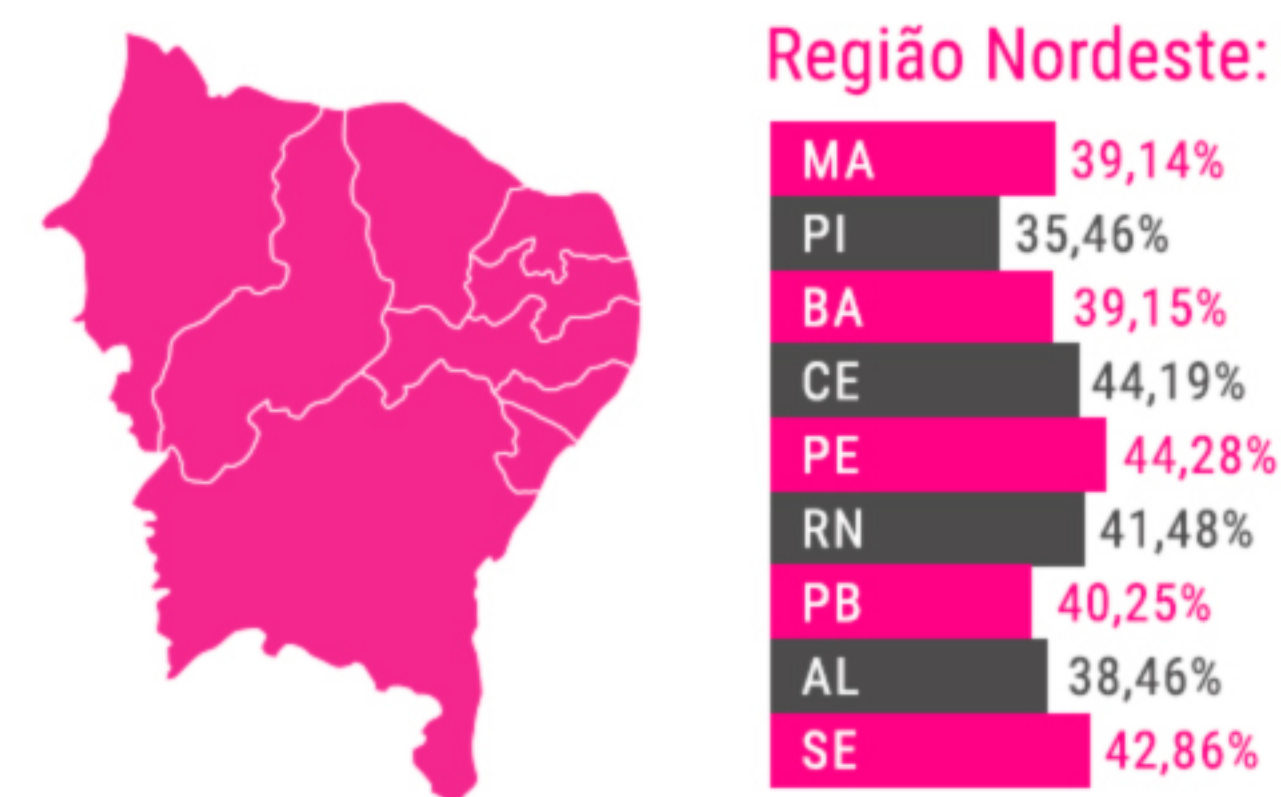 Região Nordeste:
MA 39,14%
PI 35,46%
BA 39,15%
CE 44,19%
PE 44,28%
RN 41,48%
PB 40,25%
AL 38,46%
SE 42,86%